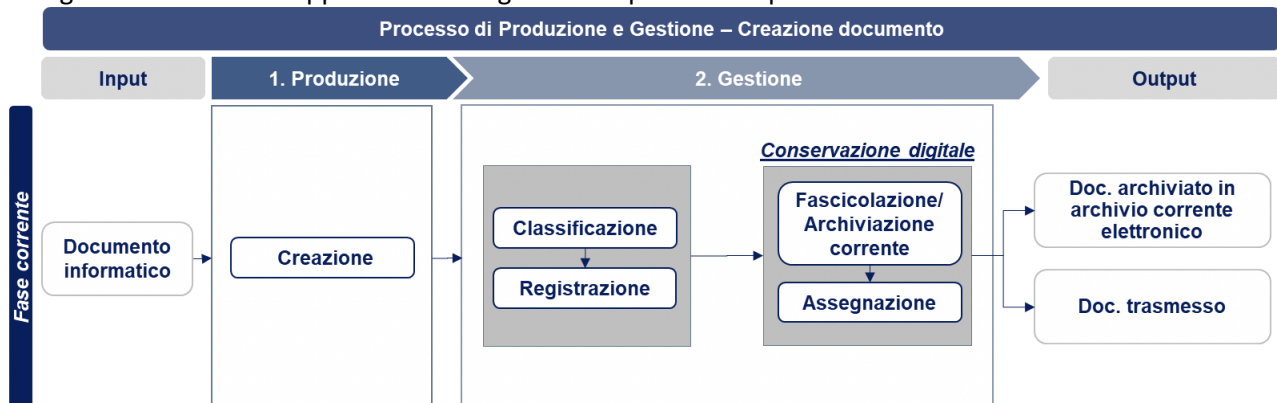 Processo di Produzione e Gestione – Creazione documento
Input
1. Produzione
2. Gestione
Output
Fase corrente
Documento
informatico
Creazione
Classificazione
Registrazione
Conservazione digitale
Fascicolazione/
Archiviazione
corrente
Assegnazione
Doc. archiviato in
archivio corrente
elettronico
Doc. trasmesso